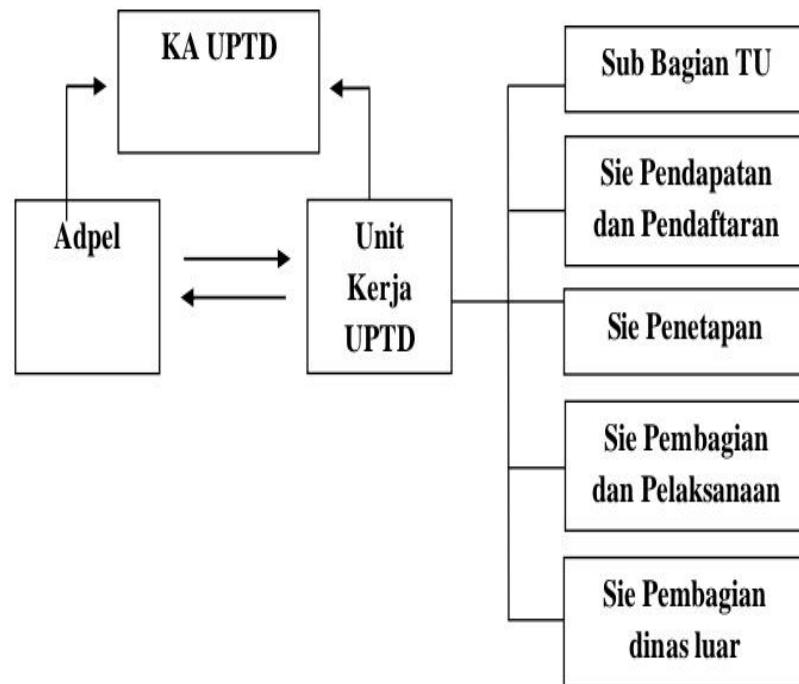 KA UPTD
Adpel
Unit
Kerja
UPTD
Sub Bagian TU
Sie Pendapatan
dan Pendaftaran
Sie Penetapan
Sie Pembagian
dan Pelaksanaan
Sie Pembagian
dinas luar